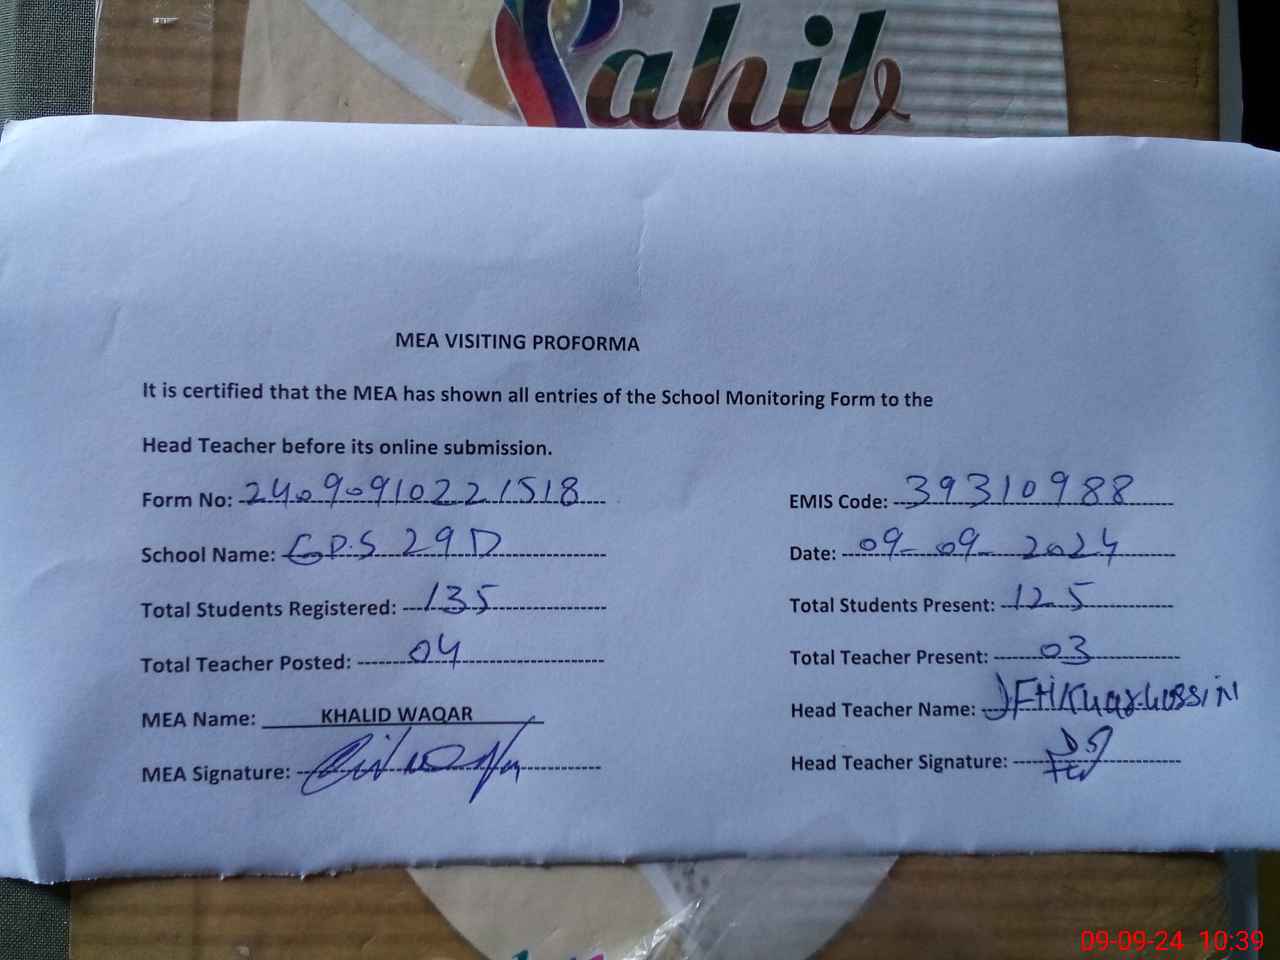 Sahib
MEA VISITING PROFORMA
It is certified that the MEA has shown all entries of the School Monitoring Form to the
Head Teacher before its online submission.
Form No: 240909102221518 EMIS Code: 39310988
School Name: G.P.S 29D Date: 09-09-2024
Total Students Registered: 135 Total Students Present: 125
Total Teacher Posted: 04 Total Teacher Present: 03
MEA Name: KHALID WAQAR Head Teacher Name:
MEA Signature: Head Teacher Signature:
09-09-24 10:39